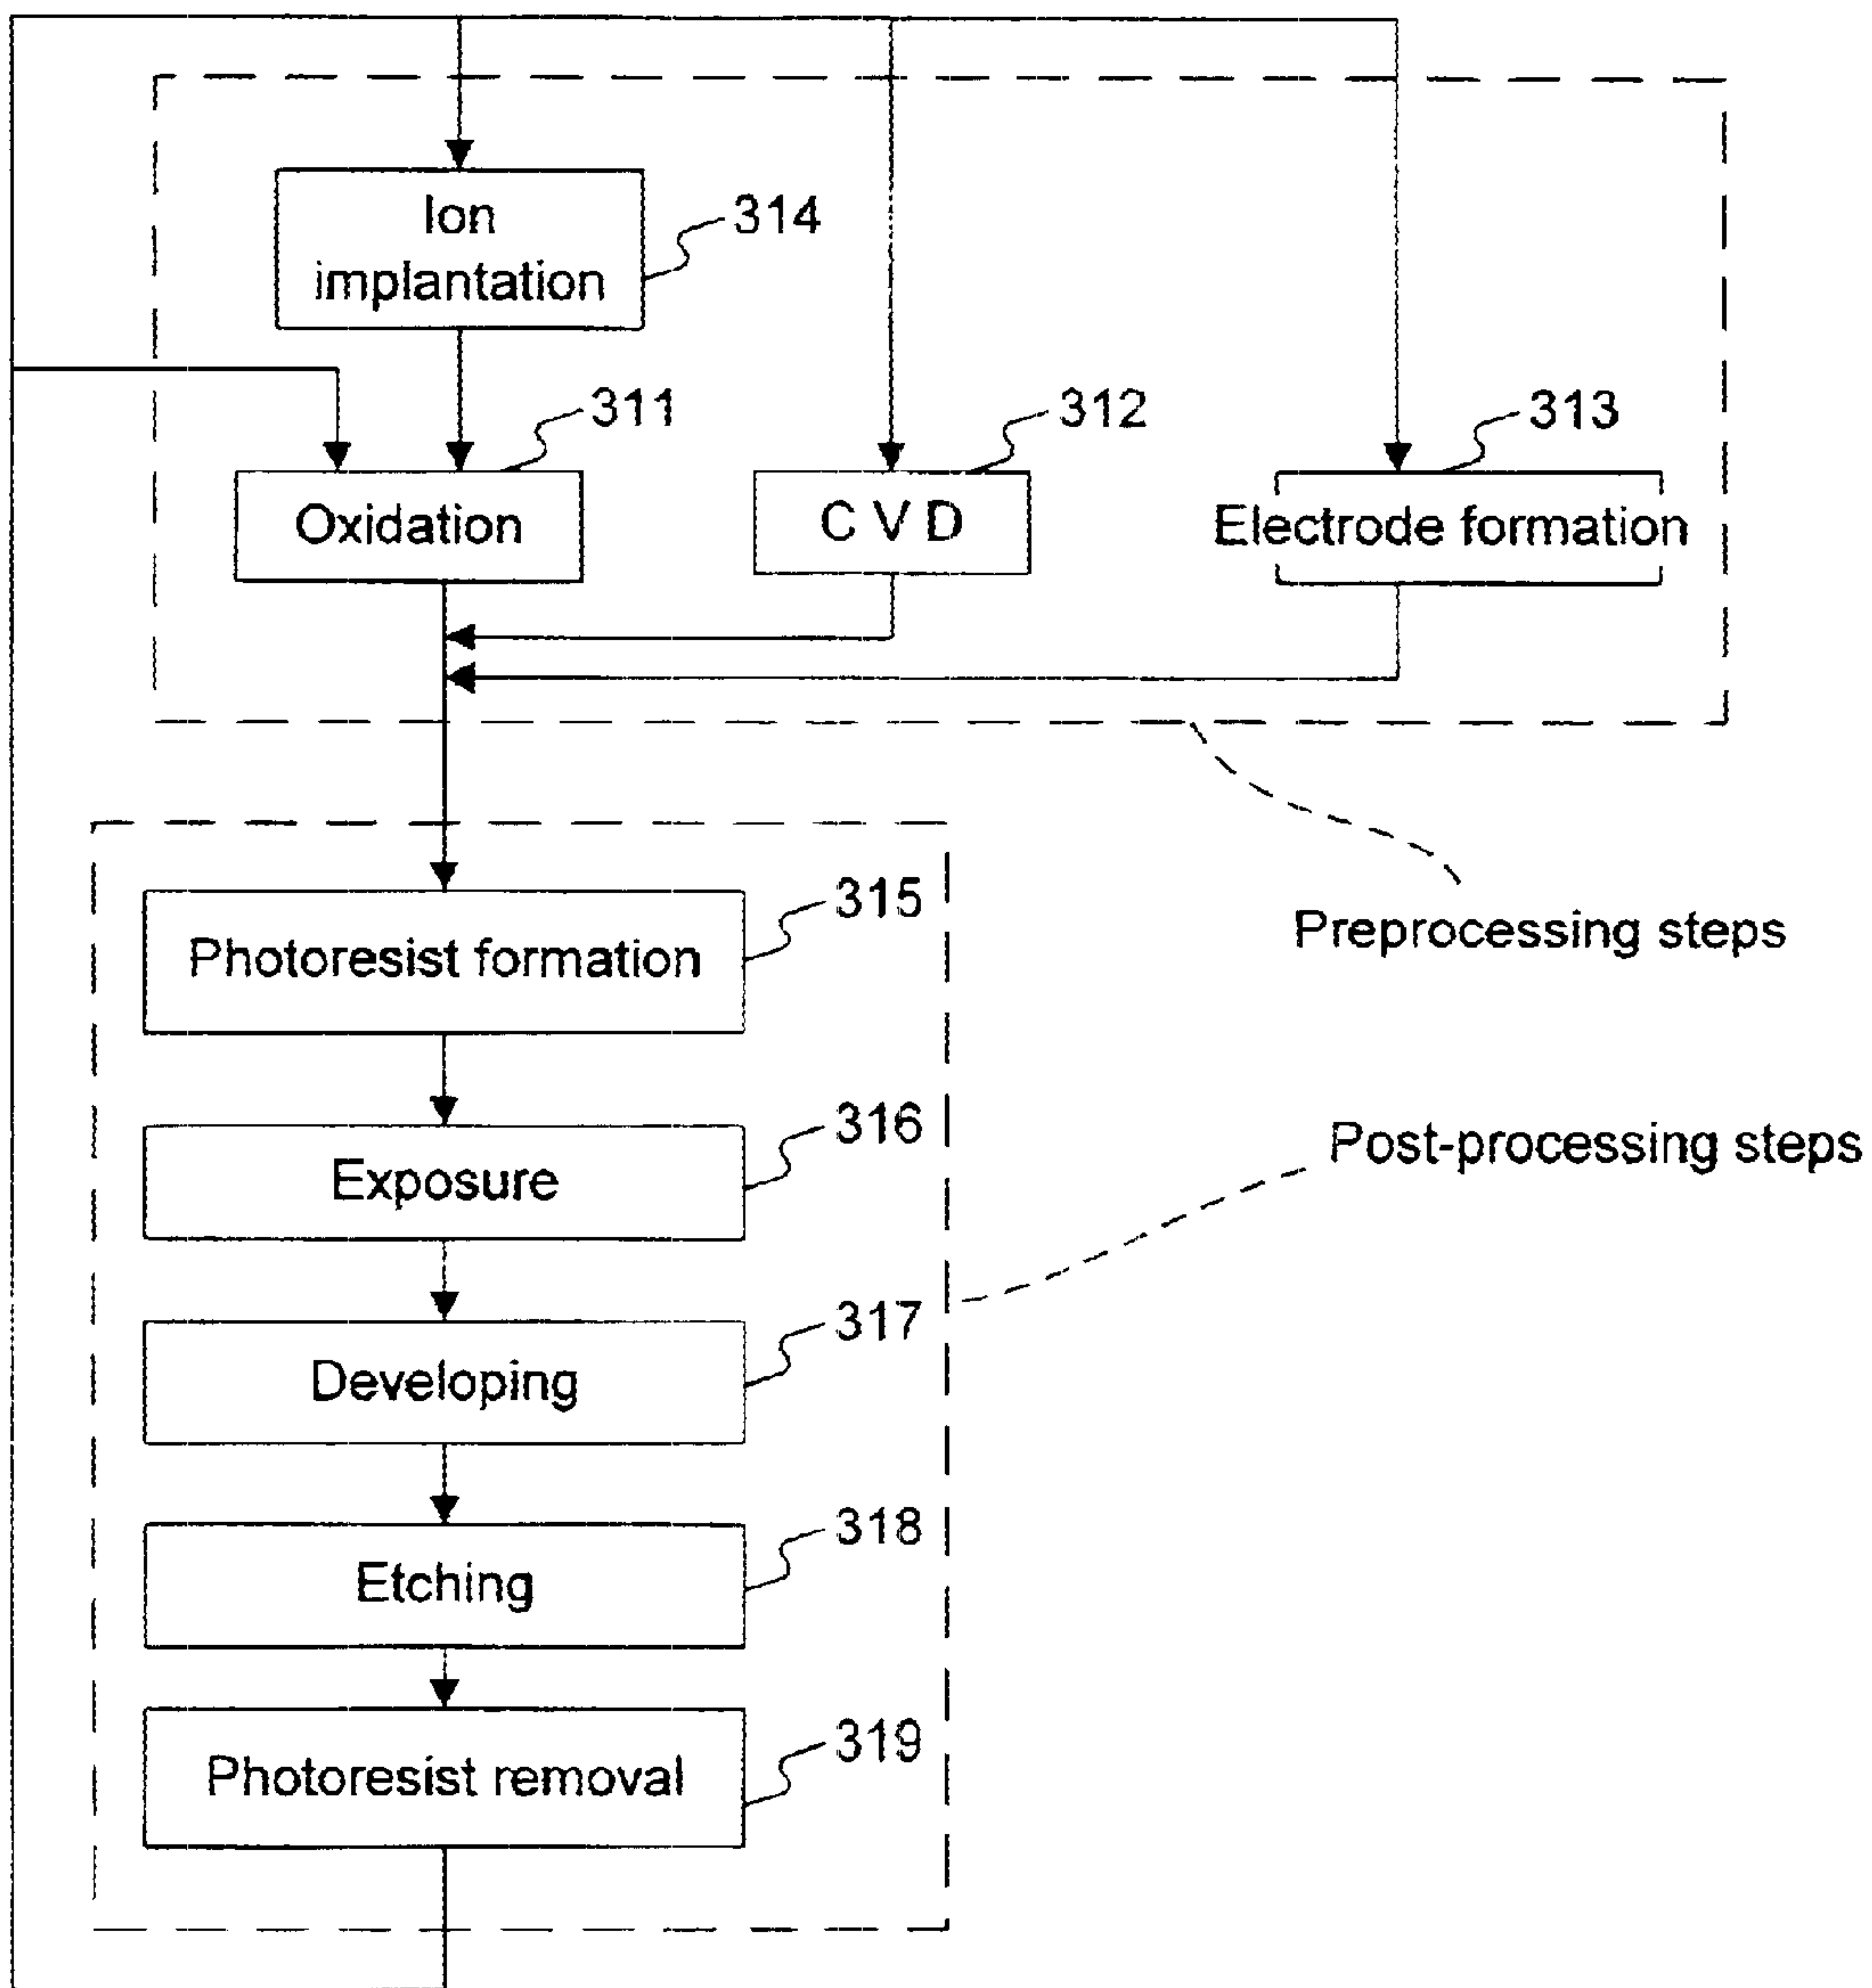 Ion
implantation
314
311
312
313
Oxidation
C V D
Electrode formation
315
Photoresist formation
Preprocessing steps
316
Exposure
Post-processing steps
317
Developing
318
Etching
319
Photoresist removal